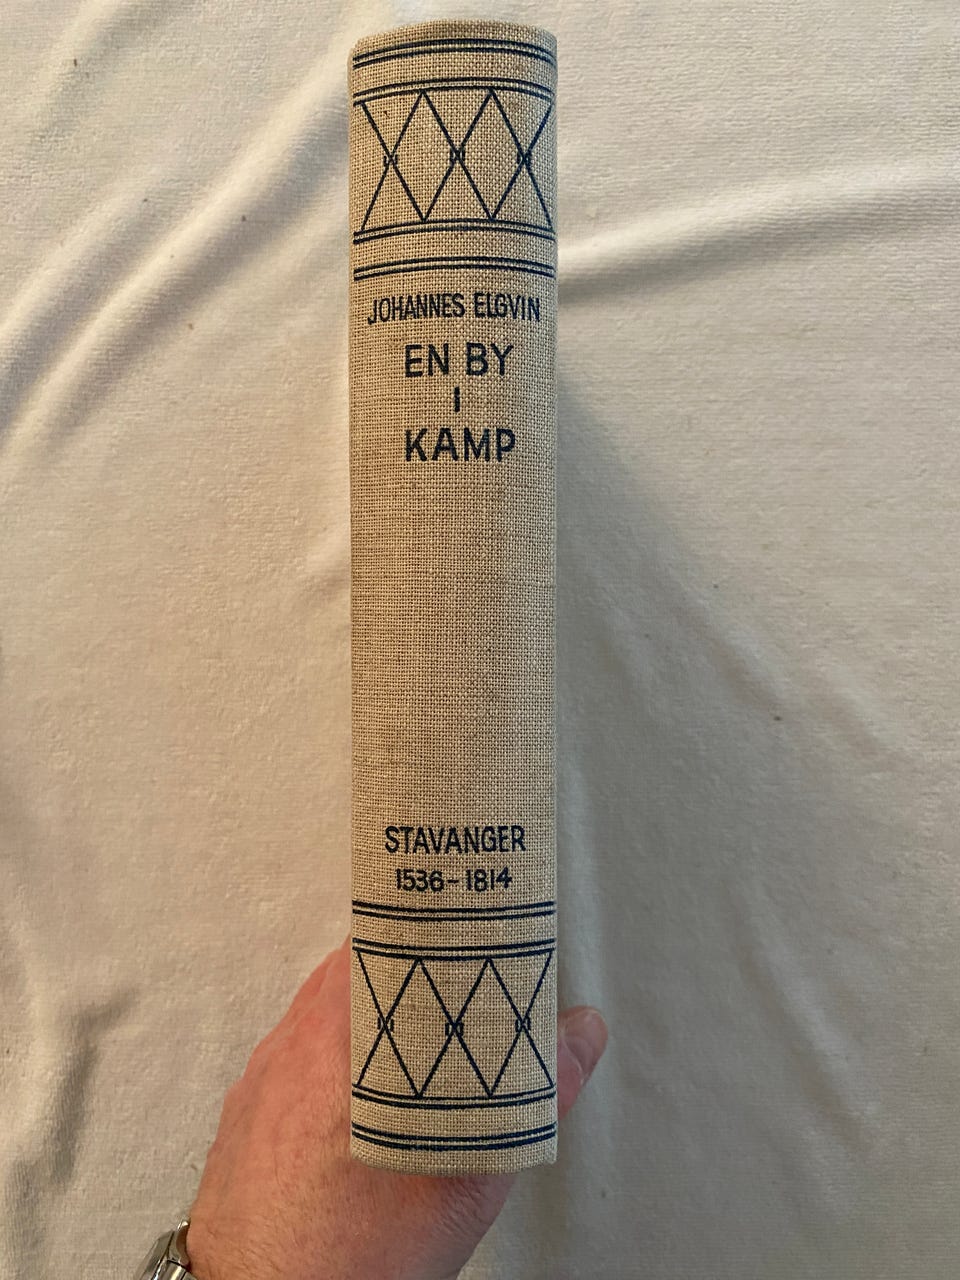 JOHANNES ELGVIN
EN BY
I
KAMP
STAVANGER
1536-1814